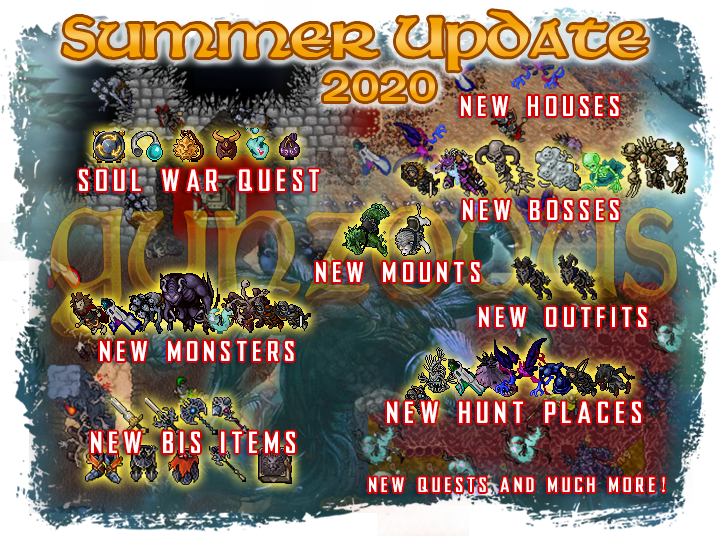 Summer Update
2020
NEW HOUSES
SOUL WAR QUEST
NEW BOSSES
NEW MOUNTS
NEW OUTFITS
NEW MONSTERS
NEW HUNT PLACES
NEW BIS ITEMS
NEW QUESTS AND MUCH MORE!